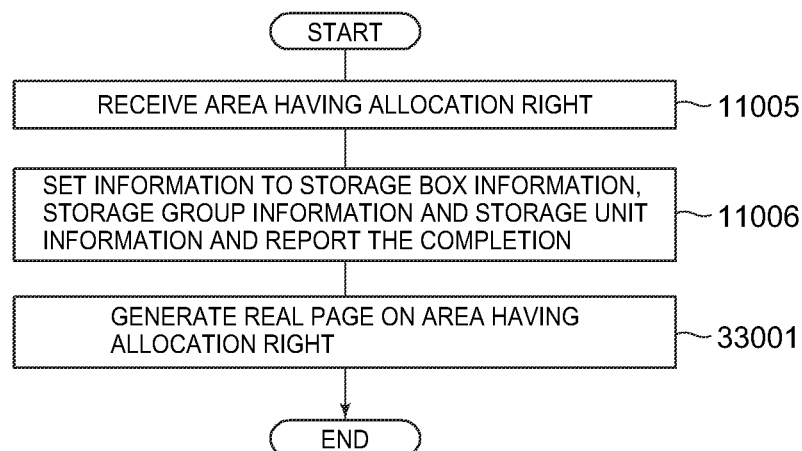 START
RECEIVE AREA HAVING ALLOCATION RIGHT
11005
SET INFORMATION TO STORAGE BOX INFORMATION,
STORAGE GROUP INFORMATION AND STORAGE UNIT
INFORMATION AND REPORT THE COMPLETION
11006
GENERATE REAL PAGE ON AREA HAVING
ALLOCATION RIGHT
33001
END